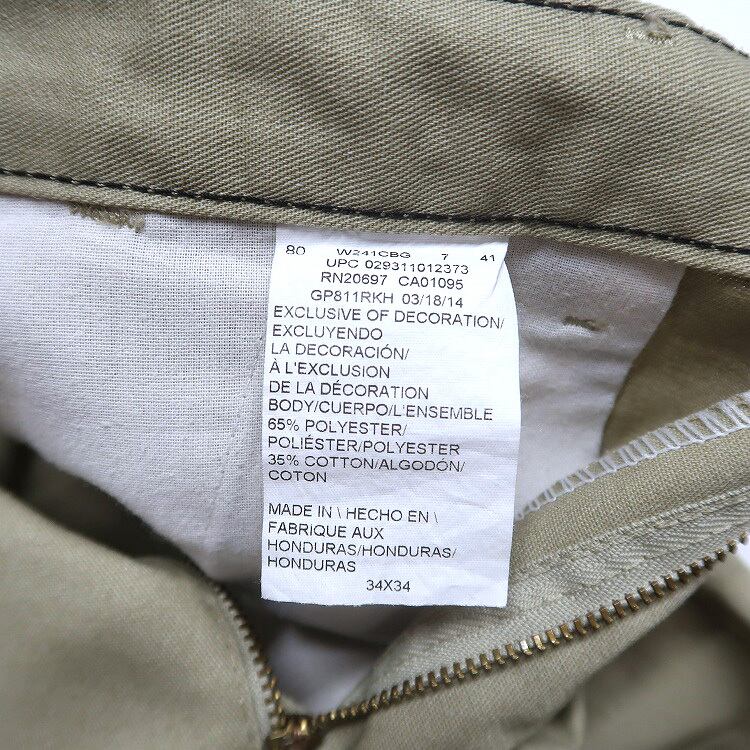 80 W241CBG 7 41
UPC 029311012373
RN20697 CA01095
GP811RKH 03/18/14
EXCLUSIVE OF DECORATION/
EXCLUYENDO
LA DECORACIÓN/
À L'EXCLUSION
DE LA DÉCORATION
BODY/CUERPO/L'ENSEMBLE
65% POLYESTER/
POLIÉSTER/POLYESTER
35% COTTON/ALGODÓN/
COTON
MADE IN \ HECHO EN \
FABRIQUE AUX
HONDURAS/HONDURAS/
HONDURAS
34X34